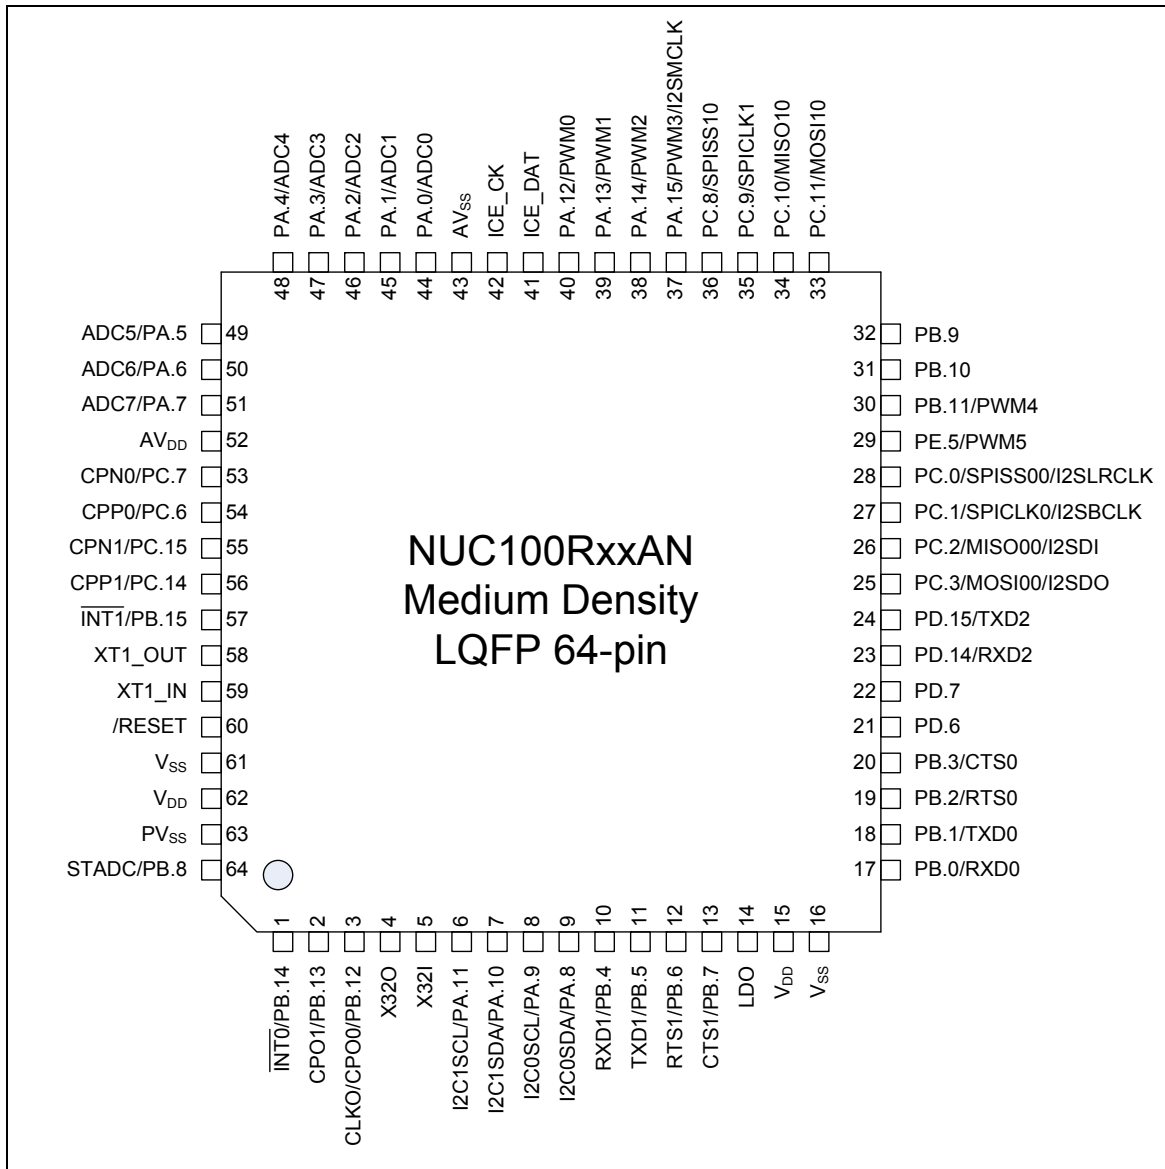 PA.4/ADC4
PA.3/ADC3
PA.2/ADC2
PA.1/ADC1
PA.0/ADC0
AVSS
ICE_CK
ICE_DAT
PA.12/PWM0
PA.13/PWM1
PA.14/PWM2
PA.15/PWM3/I2SMCLK
PC.8/SPISS10
PC.9/SPICLK1
PC.10/MISO10
PC.11/MOSI10
48 47 46 45 44 43 42 41 40 39 38 37 36 35 34 33
ADC5/PA.5 49
ADC6/PA.6 50
ADC7/PA.7 51
AVDD 52
CPN0/PC.7 53
CPP0/PC.6 54
CPN1/PC.15 55
CPP1/PC.14 56
INT1/PB.15 57
XT1_OUT 58
XT1_IN 59
/RESET 60
VSS 61
VDD 62
PVSS 63
STADC/PB.8 64
NUC100RxxAN
Medium Density
LQFP 64-pin
32 PB.9
31 PB.10
30 PB.11/PWM4
29 PE.5/PWM5
28 PC.0/SPISS00/I2SLRCLK
27 PC.1/SPICLK0/I2SBCLK
26 PC.2/MISO00/I2SDI
25 PC.3/MOSI00/I2SDO
24 PD.15/TXD2
23 PD.14/RXD2
22 PD.7
21 PD.6
20 PB.3/CTS0
19 PB.2/RTS0
18 PB.1/TXD0
17 PB.0/RXD0
1 2 3 4 5 6 7 8 9 10 11 12 13 14 15 16
INT0/PB.14
CPO1/PB.13
CLKO/CPO0/PB.12
X32O
X32I
I2C1SCL/PA.11
I2C1SDA/PA.10
I2C0SCL/PA.9
I2C0SDA/PA.8
RXD1/PB.4
TXD1/PB.5
RTS1/PB.6
CTS1/PB.7
LDO
VDD
VSS